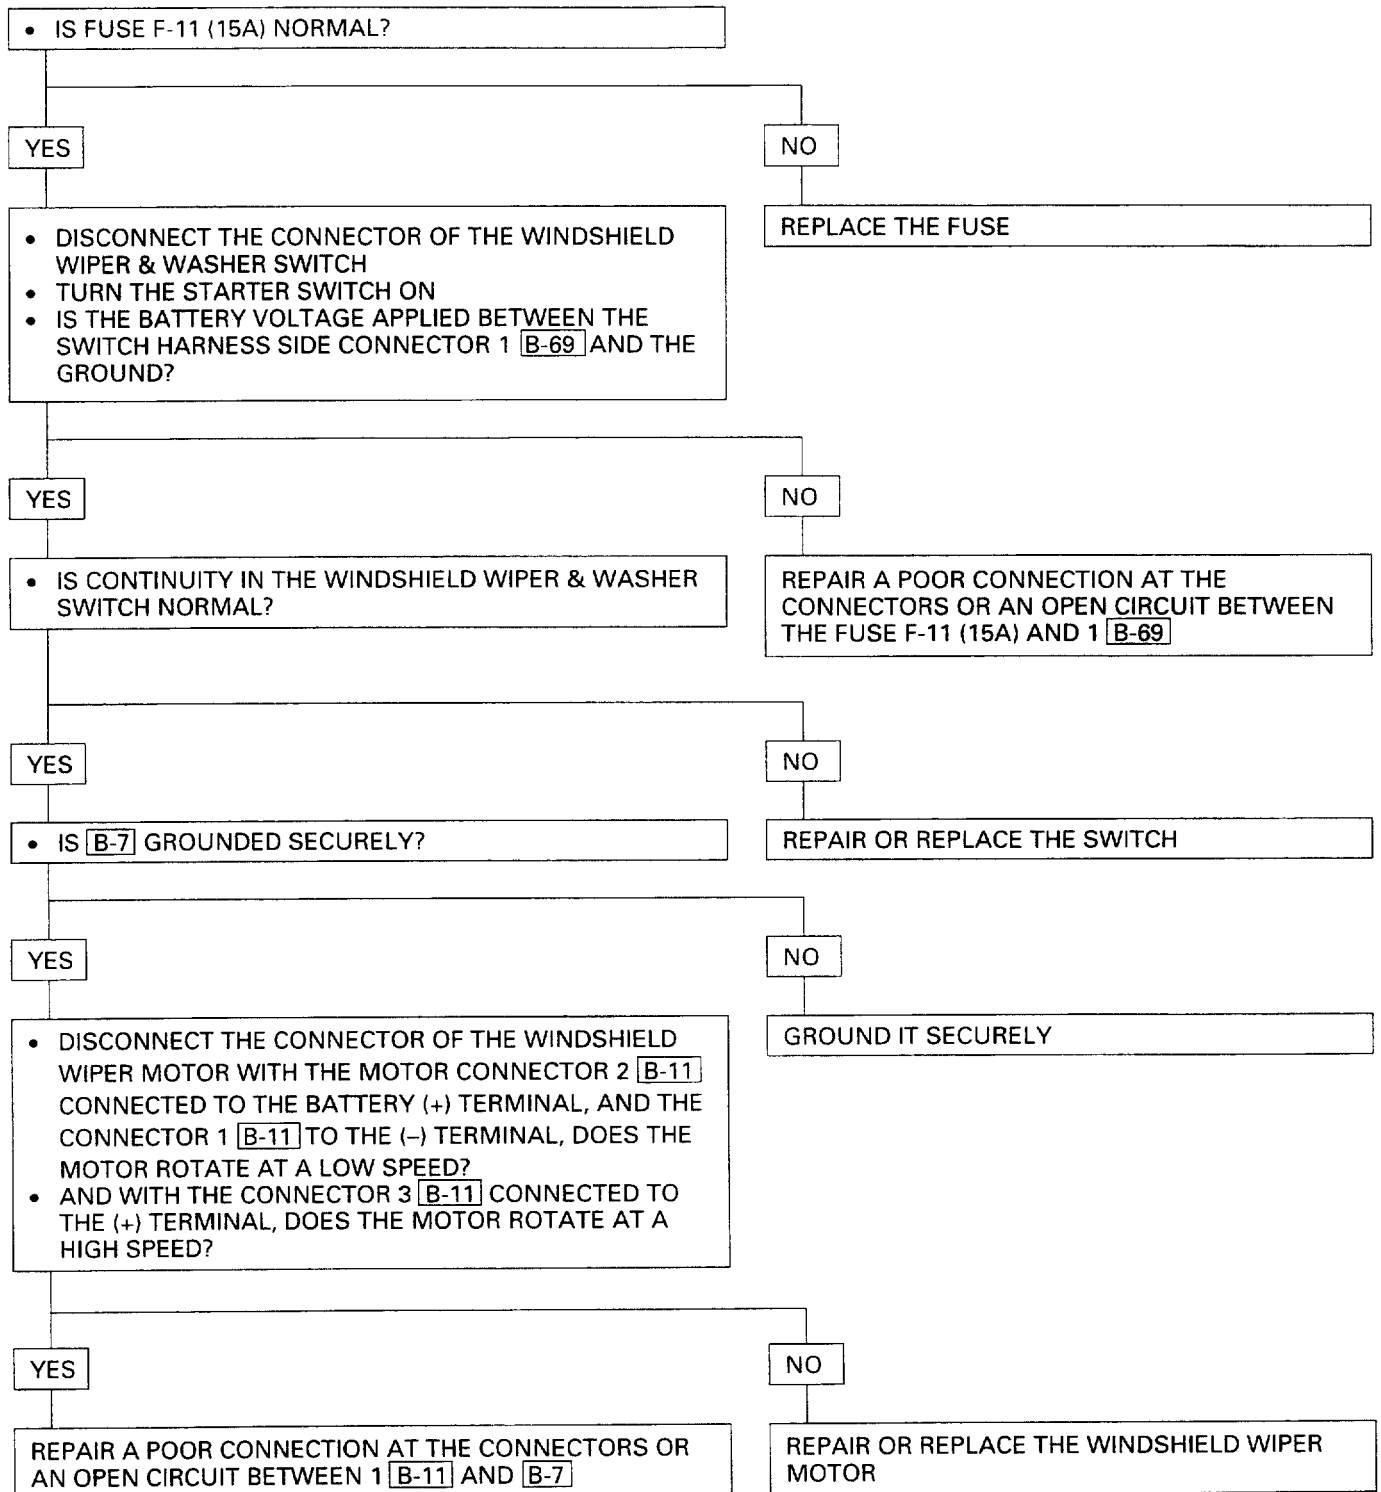 • IS FUSE F-11 (15A) NORMAL?
YES
NO
• DISCONNECT THE CONNECTOR OF THE WINDSHIELD
WIPER & WASHER SWITCH
• TURN THE STARTER SWITCH ON
• IS THE BATTERY VOLTAGE APPLIED BETWEEN THE
SWITCH HARNESS SIDE CONNECTOR 1 B-69 AND THE
GROUND?
REPLACE THE FUSE
YES
NO
• IS CONTINUITY IN THE WINDSHIELD WIPER & WASHER
SWITCH NORMAL?
REPAIR A POOR CONNECTION AT THE
CONNECTORS OR AN OPEN CIRCUIT BETWEEN
THE FUSE F-11 (15A) AND 1 B-69
YES
NO
• IS B-7 GROUNDED SECURELY?
REPAIR OR REPLACE THE SWITCH
YES
NO
• DISCONNECT THE CONNECTOR OF THE WINDSHIELD
WIPER MOTOR WITH THE MOTOR CONNECTOR 2 B-11
CONNECTED TO THE BATTERY (+) TERMINAL, AND THE
CONNECTOR 1 B-11 TO THE (–) TERMINAL, DOES THE
MOTOR ROTATE AT A LOW SPEED?
• AND WITH THE CONNECTOR 3 B-11 CONNECTED TO
THE (+) TERMINAL, DOES THE MOTOR ROTATE AT A
HIGH SPEED?
GROUND IT SECURELY
YES
NO
REPAIR A POOR CONNECTION AT THE CONNECTORS OR
AN OPEN CIRCUIT BETWEEN 1 B-11 AND B-7
REPAIR OR REPLACE THE WINDSHIELD WIPER
MOTOR